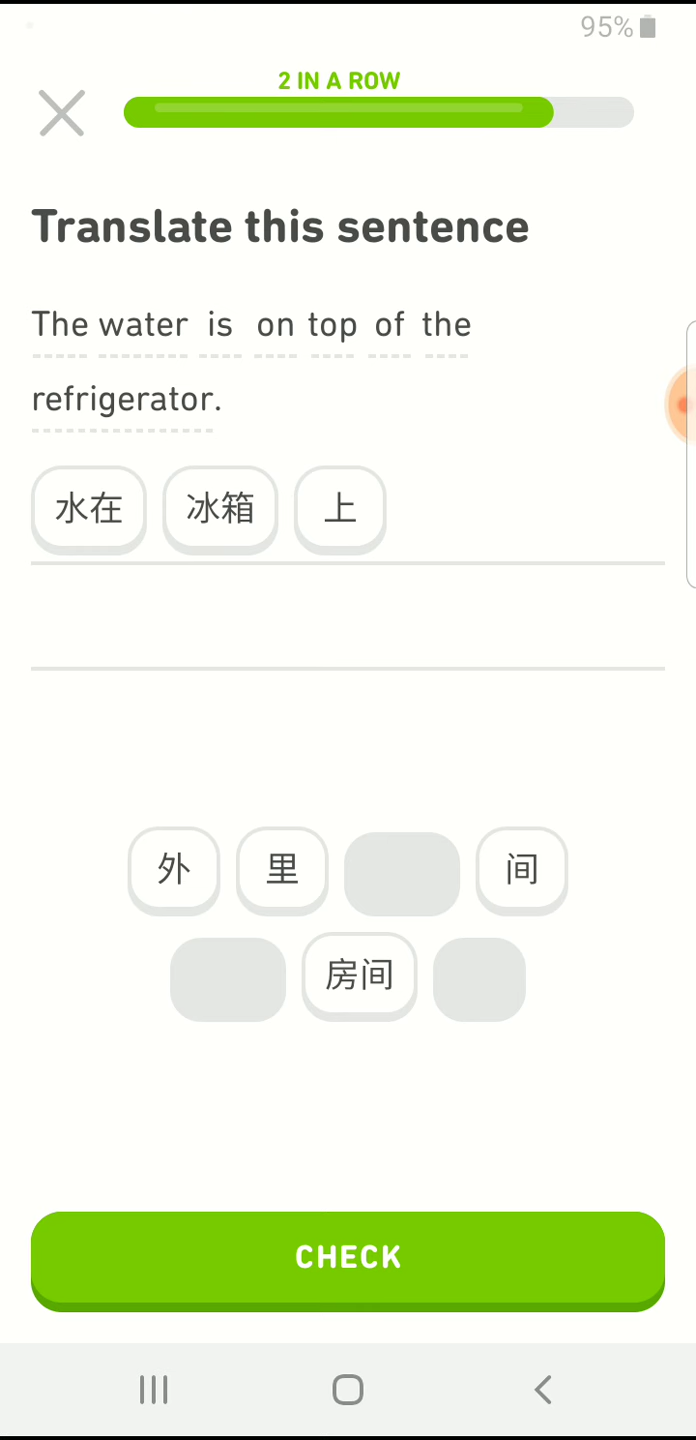 95%
2 IN A ROW
Translate this sentence
The water is on top of the
refrigerator.
水在 冰箱 上
外 里 间
房间
CHECK